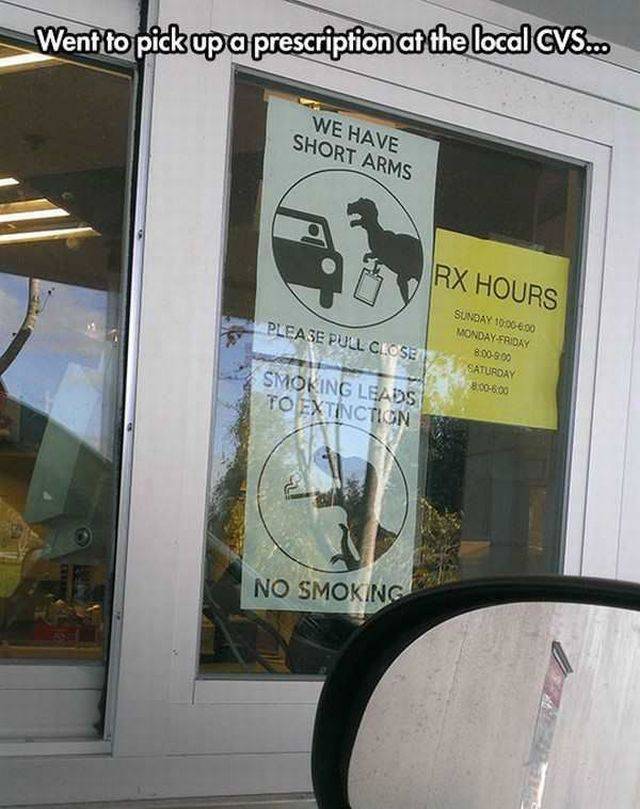 Went to pick up a prescription at the local CVS...
WE HAVE
SHORT ARMS
PLEASE PULL CLOSE
SMOKING LEADS
TO EXTINCTION
NO SMOKING
RX HOURS
SUNDAY 10:00-6:00
MONDAY-FRIDAY
8:00-9:00
SATURDAY
8:00-6:00